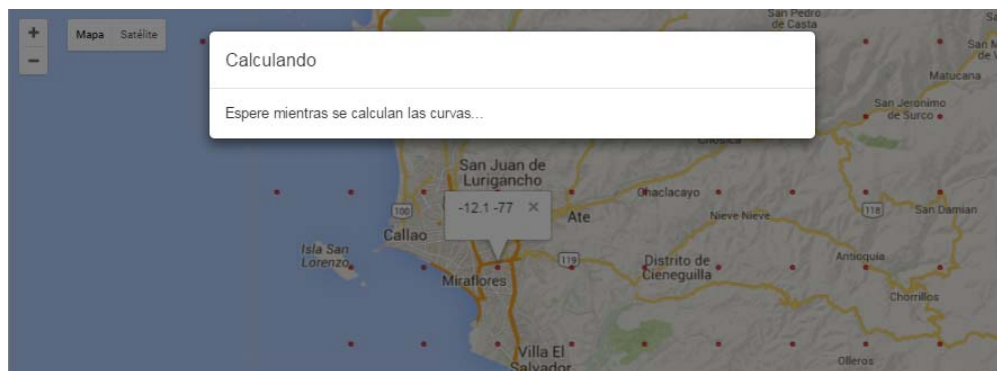 +
−
Mapa Satélite
Calculando
Espere mientras se calculan las curvas...
San Pedro
de Casta
Matucana
San Jeronimo
de Surco
Chosica
San Juan de
Lurigancho
Chaclacayo
-12.1 -77 ×
100
Ate
Nieve Nieve
118
San Damian
Callao
Isla San
Lorenzo
119
Distrito de
Cieneguilla
Antioquia
Miraflores
Chorrillos
Villa El
Salvador
Olleros